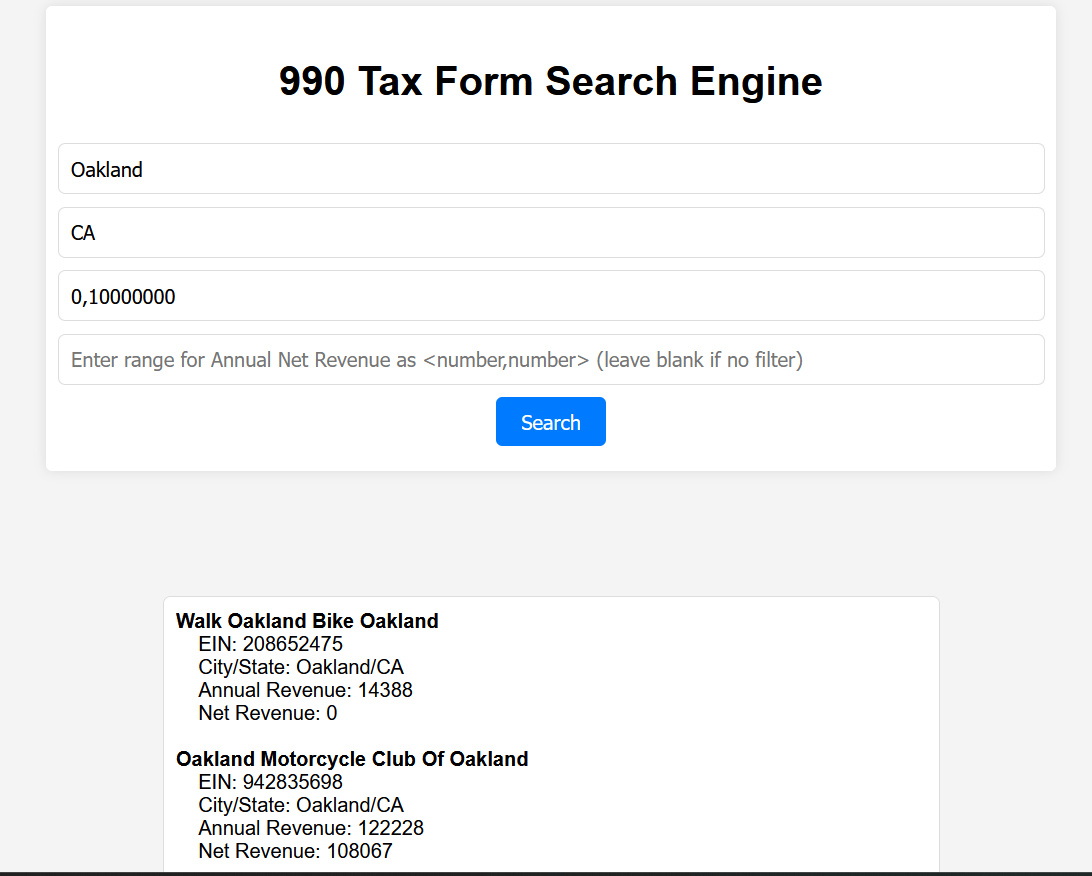 990 Tax Form Search Engine
Oakland
CA
0,10000000
Enter range for Annual Net Revenue as <number,number> (leave blank if no filter)
Search
Walk Oakland Bike Oakland
EIN: 208652475
City/State: Oakland/CA
Annual Revenue: 14388
Net Revenue: 0
Oakland Motorcycle Club Of Oakland
EIN: 942835698
City/State: Oakland/CA
Annual Revenue: 122228
Net Revenue: 108067